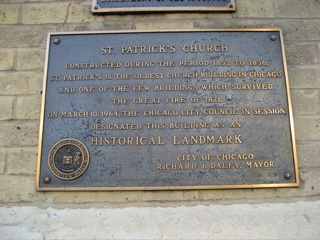 ST. PATRICK'S CHURCH
CONSTRUCTED DURING THE PERIOD 1852 TO 1856,
ST. PATRICK'S IS THE OLDEST CHURCH BUILDING IN CHICAGO
AND ONE OF THE FEW BUILDINGS WHICH SURVIVED
THE GREAT FIRE OF 1871.
ON MARCH 10, 1964, THE CHICAGO CITY COUNCIL IN SESSION
DESIGNATED THIS BUILDING AS AN
HISTORICAL LANDMARK
CITY OF CHICAGO
RICHARD J. DALEY, MAYOR